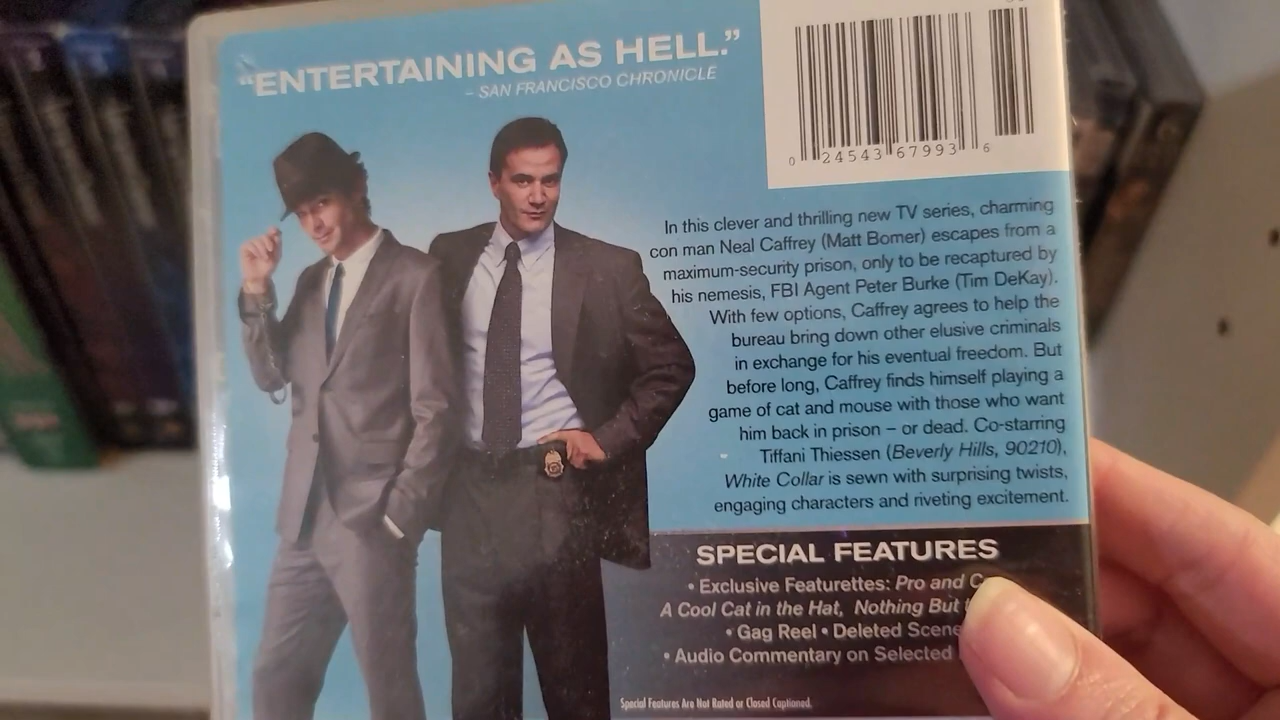 “ENTERTAINING AS HELL.”
– SAN FRANCISCO CHRONICLE
0 24543 67993 6
In this clever and thrilling new TV series, charming
con man Neal Caffrey (Matt Bomer) escapes from a
maximum-security prison, only to be recaptured by
his nemesis, FBI Agent Peter Burke (Tim DeKay).
With few options, Caffrey agrees to help the
bureau bring down other elusive criminals
in exchange for his eventual freedom. But
before long, Caffrey finds himself playing a
game of cat and mouse with those who want
him back in prison – or dead. Co-starring
Tiffani Thiessen (Beverly Hills, 90210),
White Collar is sewn with surprising twists,
engaging characters and riveting excitement.
SPECIAL FEATURES
• Exclusive Featurettes: Pro and
A Cool Cat in the Hat, Nothing But
• Gag Reel • Deleted Scene
• Audio Commentary on Selected
Special Features Are Not Rated or Closed Captioned.